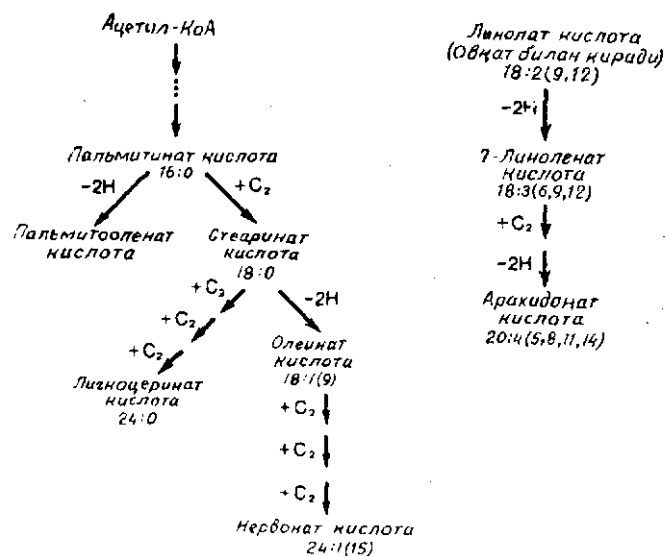 Ацетил-КоА
Пальмитинат кислота
16:0
-2H
+C₂
Пальмитооленат
кислота
Стеаринат
кислота
18:0
+C₂
+C₂
+C₂
-2H
Лигноцеринат
кислота
24:0
Олеинат
кислота
18:1(9)
+C₂
+C₂
+C₂
Нервонат кислота
24:1(15)
Линолат кислота
(Овқат билан киради)
18:2(9,12)
-2H
7-Линоленат
кислота
18:3(6,9,12)
+C₂
-2H
Арахидонат
кислота
20:4(5,8,11,14)